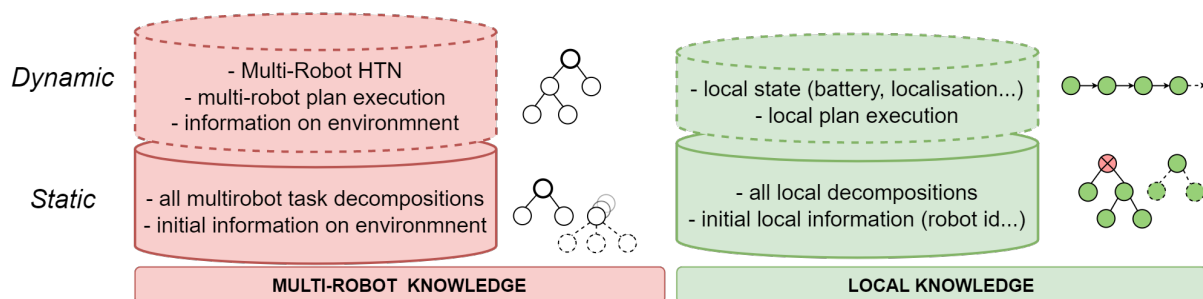 Dynamic
- Multi-Robot HTN
- multi-robot plan execution
- information on environmnent
- local state (battery, localisation...)
- local plan execution
Static
- all multirobot task decompositions
- initial information on environmnent
- all local decompositions
- initial local information (robot id...)
MULTI-ROBOT KNOWLEDGE
LOCAL KNOWLEDGE